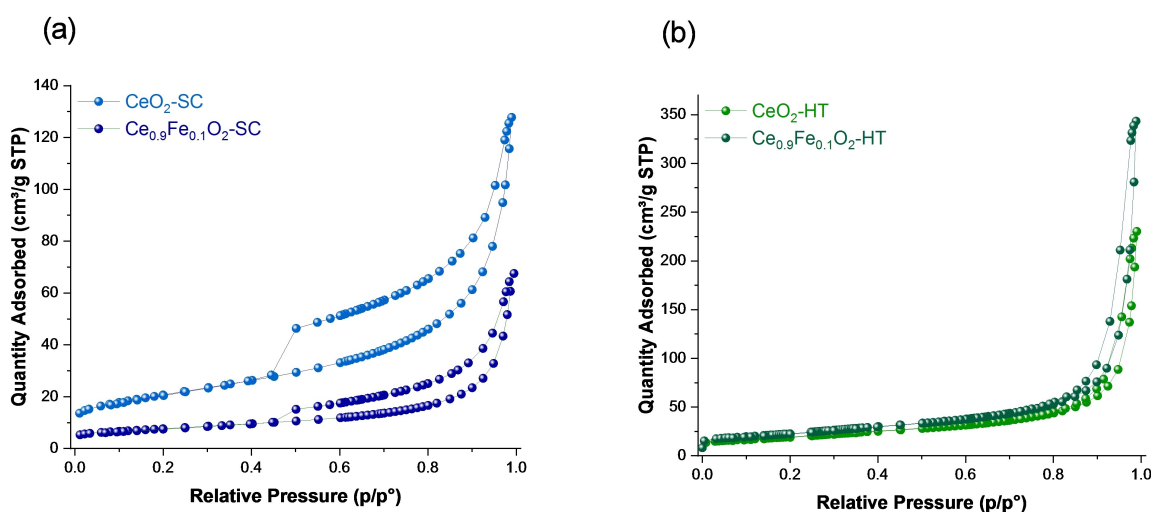 (a)
CeO₂-SC
Ce₀.₉Fe₀.₁O₂-SC
Quantity Adsorbed (cm³/g STP)
140
120
100
80
60
40
20
0
0.0 0.2 0.4 0.6 0.8 1.0
Relative Pressure (p/p°)
(b)
CeO₂-HT
Ce₀.₉Fe₀.₁O₂-HT
Quantity Adsorbed (cm³/g STP)
350
300
250
200
150
100
50
0
0.0 0.2 0.4 0.6 0.8 1.0
Relative Pressure (p/p°)